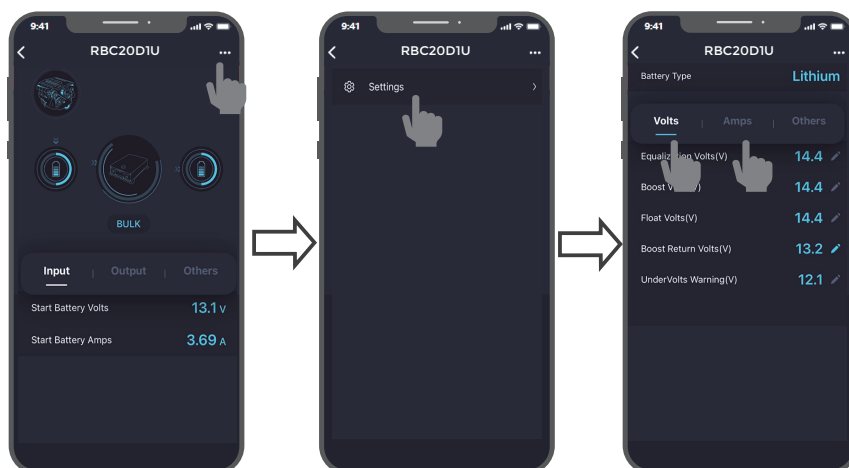 9:41
RBC20D1U
BULK
Input | Output | Others
Start Battery Volts 13.1 V
Start Battery Amps 3.69 A
9:41
RBC20D1U
Settings
9:41
RBC20D1U
Battery Type Lithium
Volts | Amps | Others
Equalization Volts(V) 14.4
Boost V 14.4
Float Volts(V) 14.4
Boost Return Volts(V) 13.2
UnderVolts Warning(V) 12.1